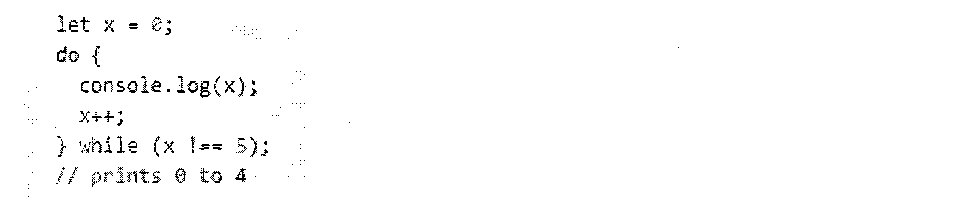 let x = 0;
do {
  console.log(x);
  x++;
} while (x !== 5);
// prints 0 to 4